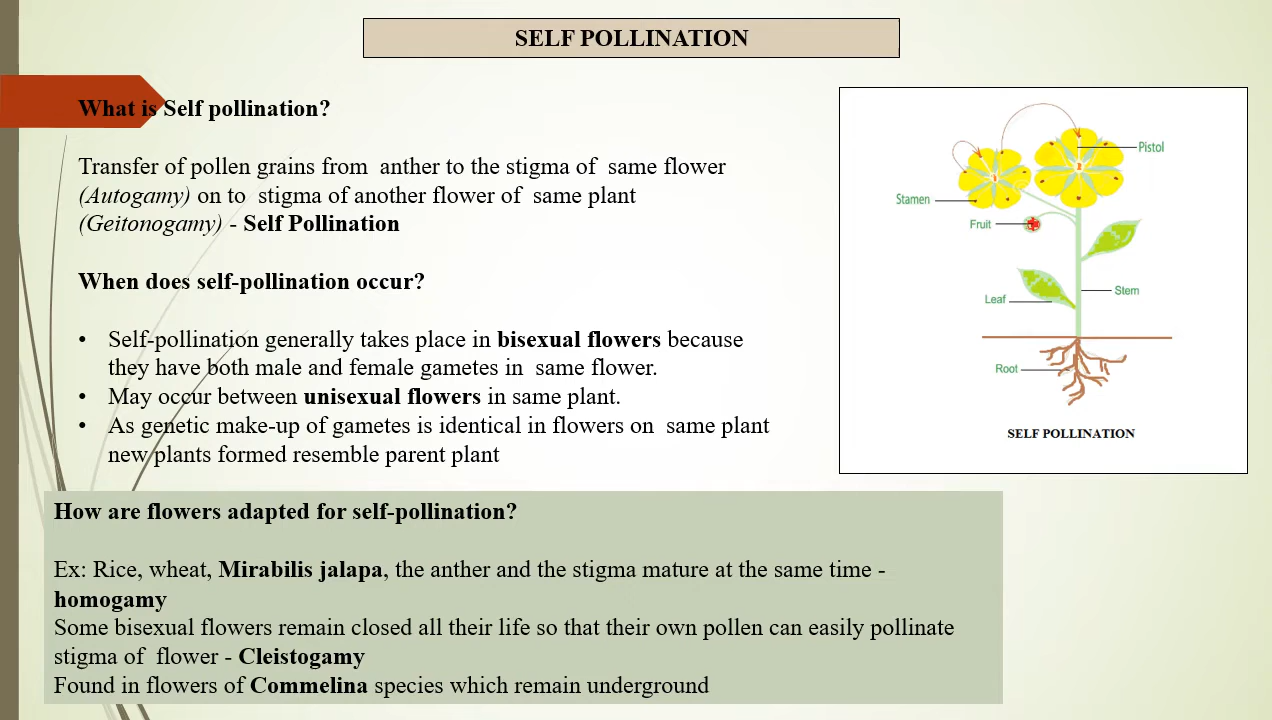 SELF POLLINATION
What is Self pollination?
Transfer of pollen grains from anther to the stigma of same flower
(Autogamy) on to stigma of another flower of same plant
(Geitonogamy) - Self Pollination
When does self-pollination occur?
• Self-pollination generally takes place in bisexual flowers because
they have both male and female gametes in same flower.
• May occur between unisexual flowers in same plant.
• As genetic make-up of gametes is identical in flowers on same plant
new plants formed resemble parent plant
Pistol
Stamen
Fruit
Stem
Leaf
Root
SELF POLLINATION
How are flowers adapted for self-pollination?
Ex: Rice, wheat, Mirabilis jalapa, the anther and the stigma mature at the same time -
homogamy
Some bisexual flowers remain closed all their life so that their own pollen can easily pollinate
stigma of flower - Cleistogamy
Found in flowers of Commelina species which remain underground